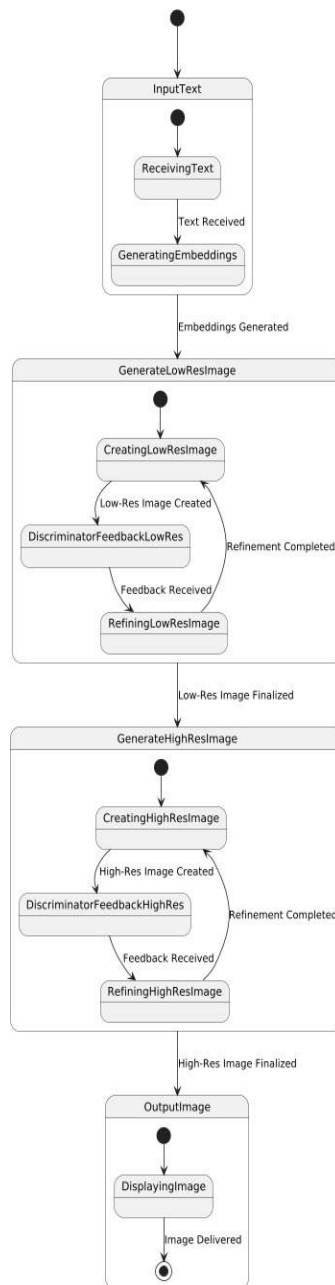 InputText
ReceivingText
Text Received
GeneratingEmbeddings
Embeddings Generated
GenerateLowResImage
CreatingLowResImage
Low-Res Image Created
DiscriminatorFeedbackLowRes
Refinement Completed
Feedback Received
RefiningLowResImage
Low-Res Image Finalized
GenerateHighResImage
CreatingHighResImage
High-Res Image Created
DiscriminatorFeedbackHighRes
Refinement Completed
Feedback Received
RefiningHighResImage
High-Res Image Finalized
OutputImage
DisplayingImage
Image Delivered